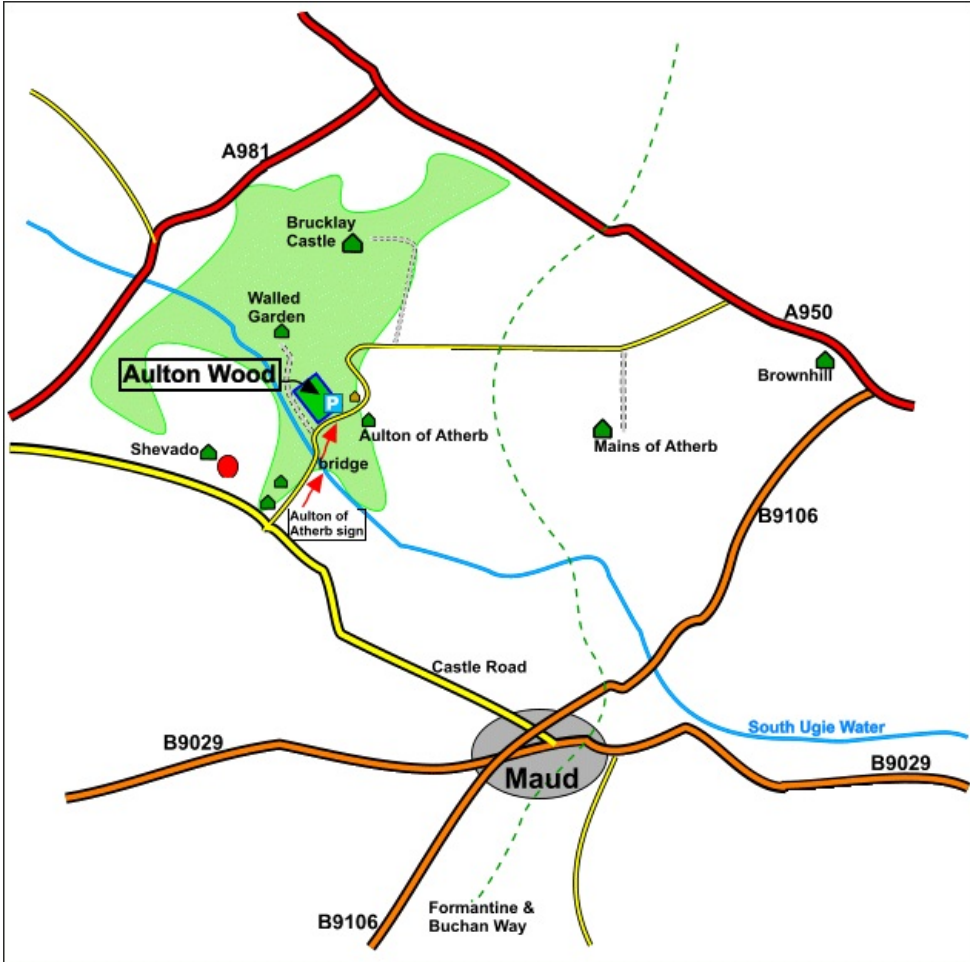 A981
Brucklay
Castle
Walled
Garden
A950
Aulton Wood
P
Brownhill
Aulton of Atherb
Mains of Atherb
Shevado
bridge
B9106
Aulton of
Atherb sign
Castle Road
South Ugie Water
B9029
B9029
Maud
B9106
Formantine &
Buchan Way